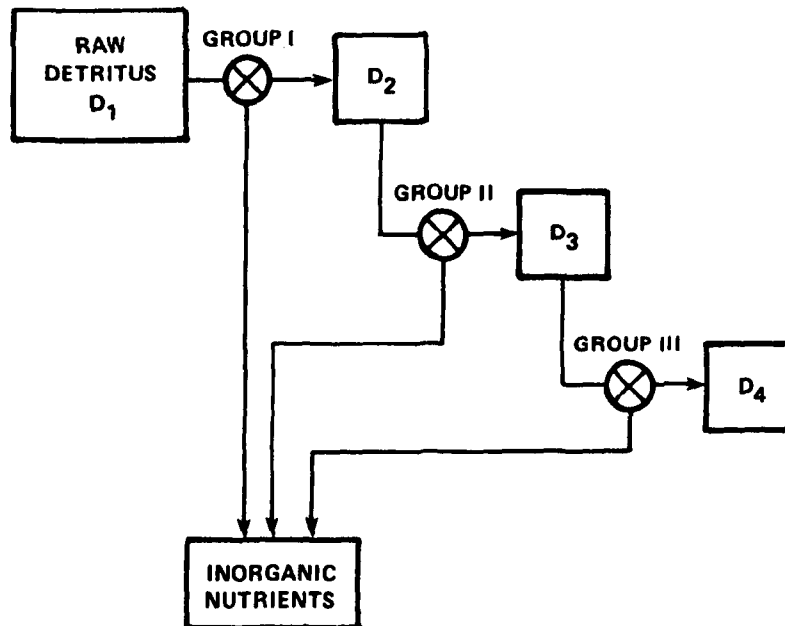 RAW
DETRITUS
D1
GROUP I
D2
GROUP II
D3
GROUP III
D4
INORGANIC
NUTRIENTS